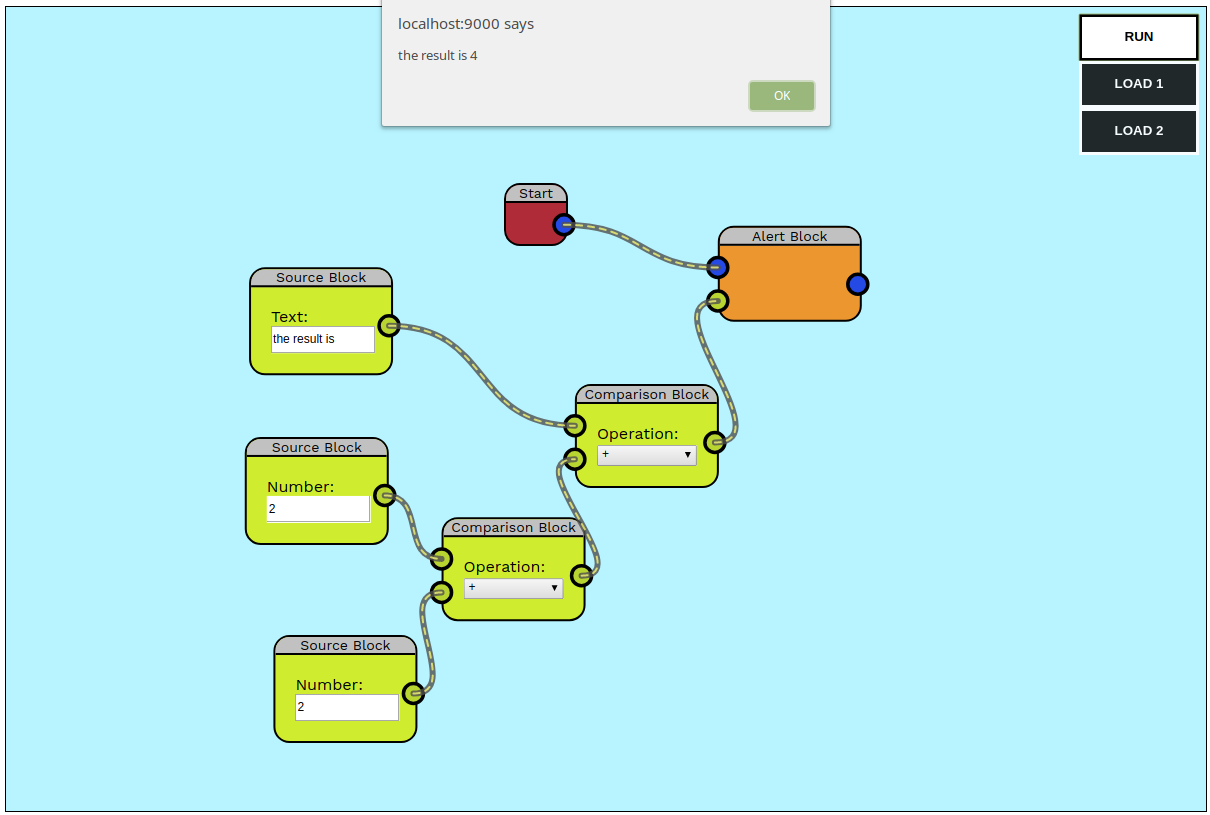 localhost:9000 says
the result is 4
OK
RUN
LOAD 1
LOAD 2
Start
Alert Block
Source Block
Text:
the result is
Comparison Block
Operation:
+
Source Block
Number:
2
Comparison Block
Operation:
+
Source Block
Number:
2